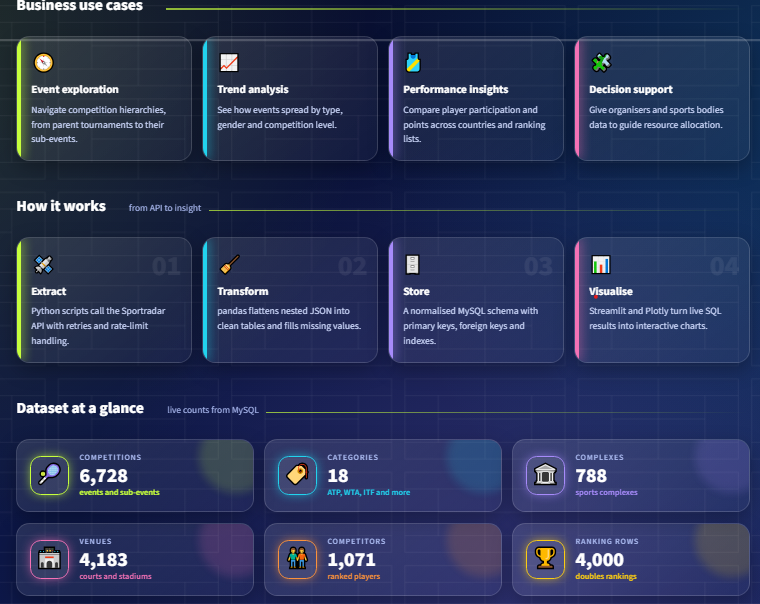 Business use cases
Event exploration
Navigate competition hierarchies,
from parent tournaments to their
sub-events.
Trend analysis
See how events spread by type,
gender and competition level.
Performance insights
Compare player participation and
points across countries and ranking
lists.
Decision support
Give organisers and sports bodies
data to guide resource allocation.
How it works
from API to insight
01
Extract
Python scripts call the Sportradar
API with retries and rate-limit
handling.
02
Transform
pandas flattens nested JSON into
clean tables and fills missing values.
03
Store
A normalised MySQL schema with
primary keys, foreign keys and
indexes.
04
Visualise
Streamlit and Plotly turn live SQL
results into interactive charts.
Dataset at a glance
live counts from MySQL
COMPETITIONS
6,728
events and sub-events
CATEGORIES
18
ATP, WTA, ITF and more
COMPLEXES
788
sports complexes
VENUES
4,183
courts and stadiums
COMPETITORS
1,071
ranked players
RANKING ROWS
4,000
doubles rankings